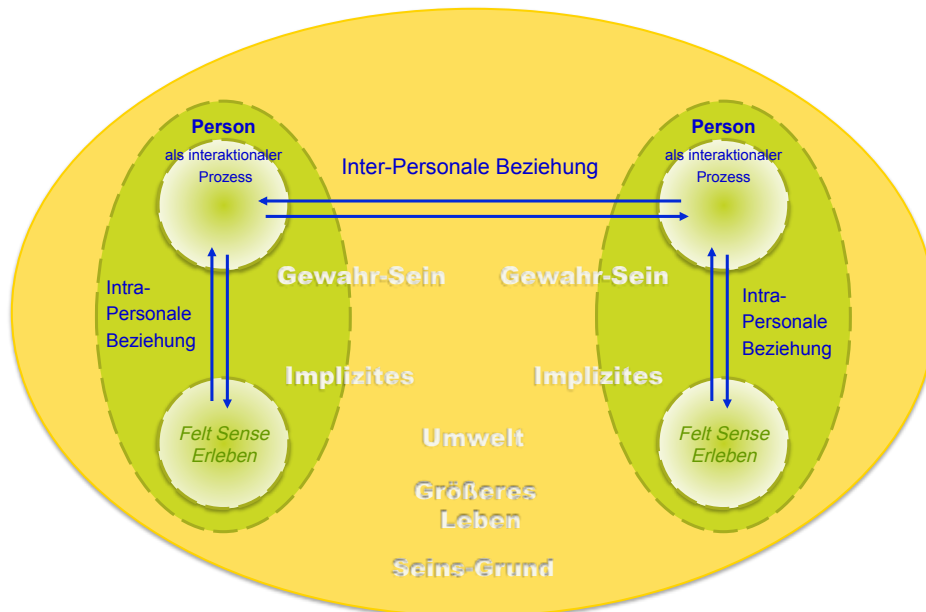 Person
als interaktionaler
Prozess
Inter-Personale Beziehung
Person
als interaktionaler
Prozess
Gewahr-Sein
Gewahr-Sein
Intra-
Personale
Beziehung
Intra-
Personale
Beziehung
Implizites
Implizites
Felt Sense
Erleben
Umwelt
Felt Sense
Erleben
Größeres
Leben
Seins-Grund